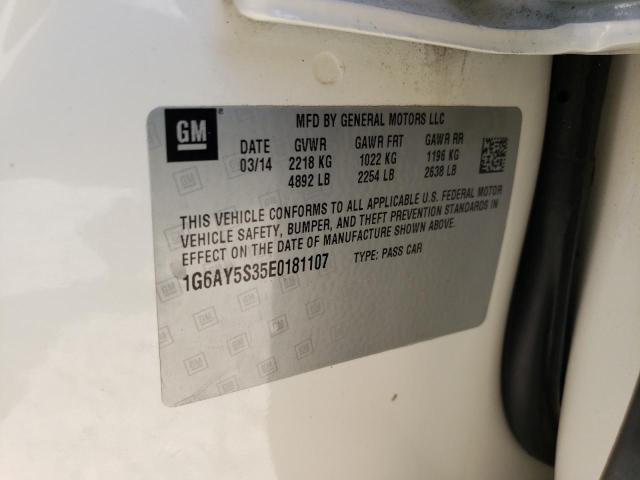 GM
MFD BY GENERAL MOTORS LLC
DATE GVWR GAWR FRT GAWR RR
03/14 2218 KG 1022 KG 1196 KG
4892 LB 2254 LB 2638 LB
THIS VEHICLE CONFORMS TO ALL APPLICABLE U.S. FEDERAL MOTOR
VEHICLE SAFETY, BUMPER, AND THEFT PREVENTION STANDARDS IN
EFFECT ON THE DATE OF MANUFACTURE SHOWN ABOVE.
1G6AY5S35E0181107 TYPE: PASS CAR